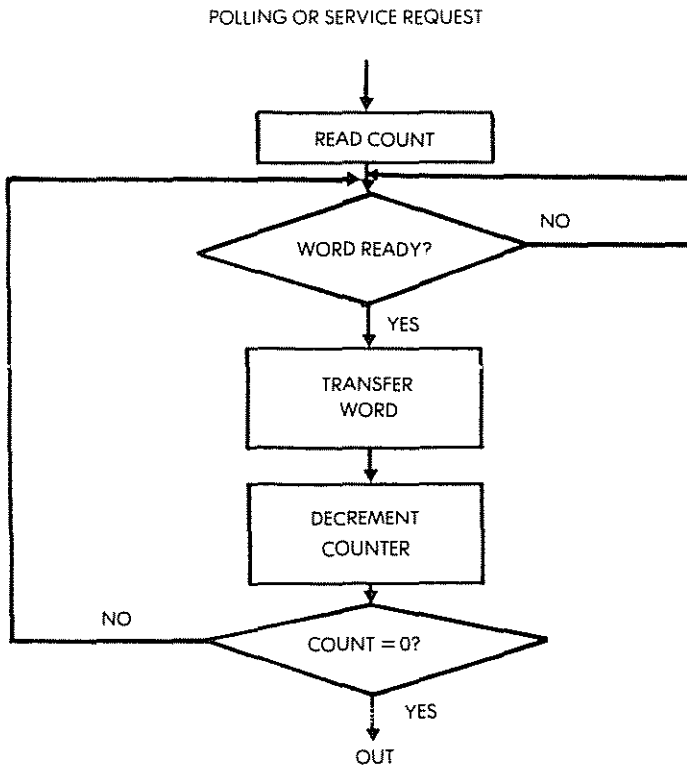 POLLING OR SERVICE REQUEST
READ COUNT
WORD READY?
NO
YES
TRANSFER
WORD
DECREMENT
COUNTER
NO
COUNT = 0?
YES
OUT